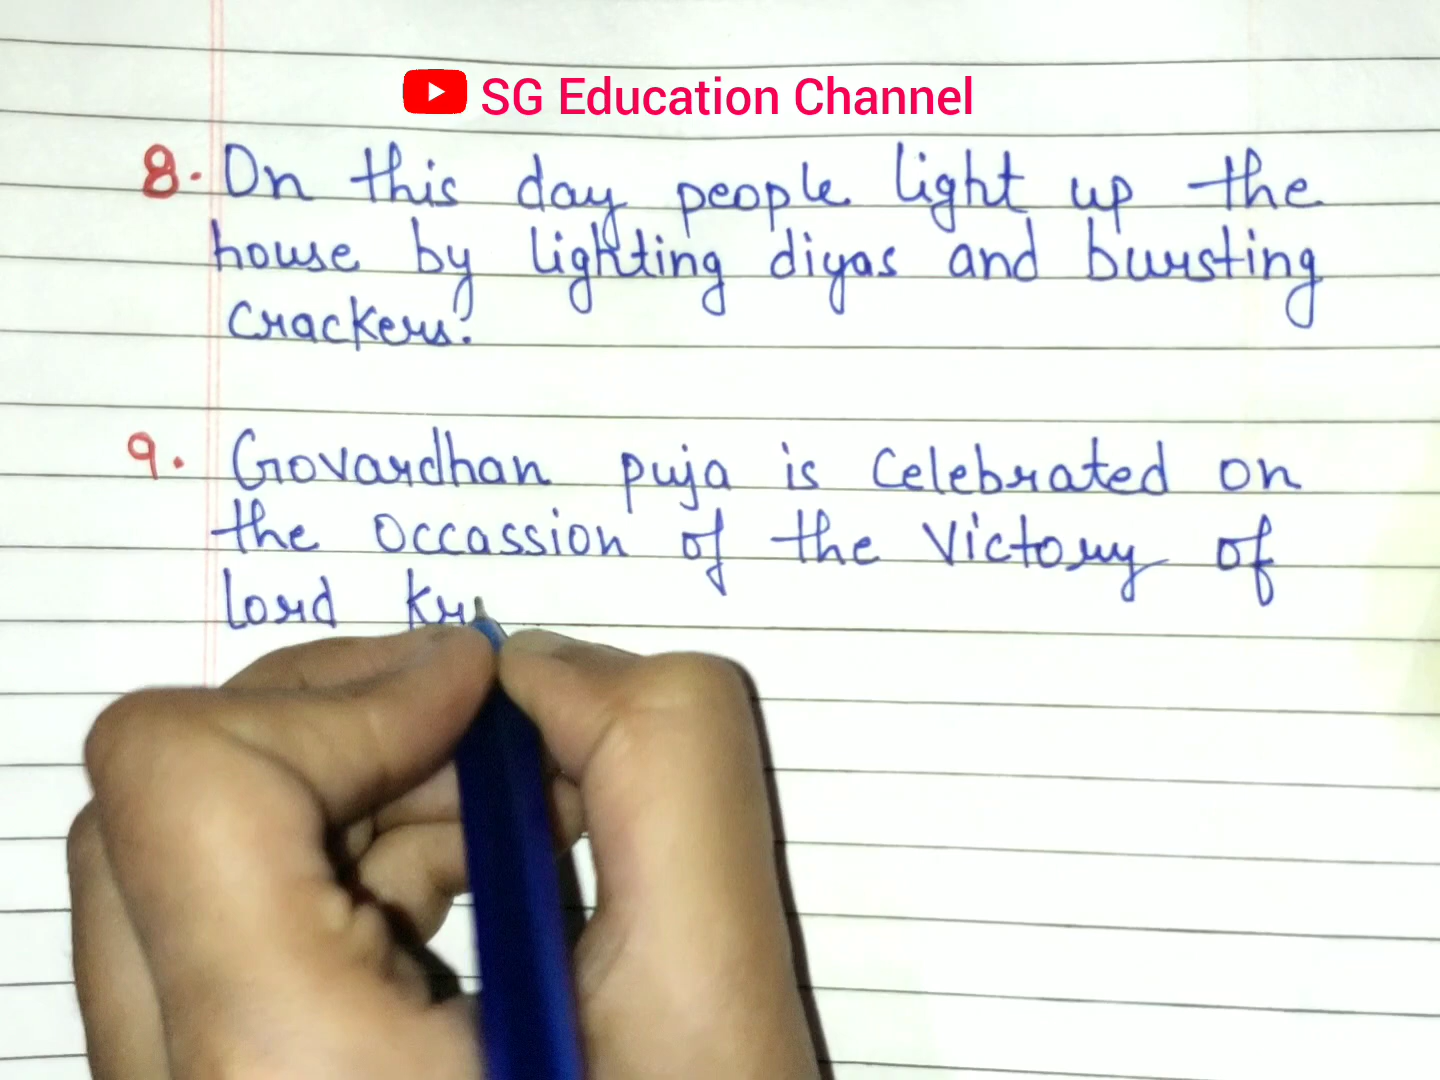 SG Education Channel
8. On this day people light up the
house by lighting diyas and bursting
crackers.
9. Govardhan puja is Celebrated on
the occassion of the victory of
lord